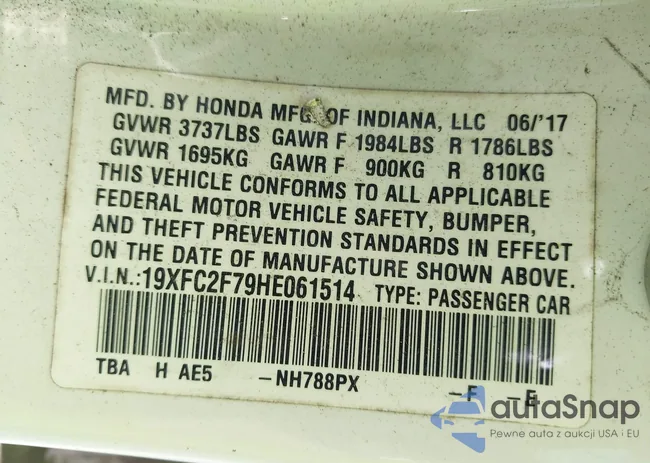 MFD. BY HONDA MFG. OF INDIANA, LLC 06/'17
GVWR 3737LBS GAWR F 1984LBS R 1786LBS
GVWR 1695KG GAWR F 900KG R 810KG
THIS VEHICLE CONFORMS TO ALL APPLICABLE
FEDERAL MOTOR VEHICLE SAFETY, BUMPER,
AND THEFT PREVENTION STANDARDS IN EFFECT
ON THE DATE OF MANUFACTURE SHOWN ABOVE.
V.I.N.:19XFC2F79HE061514 TYPE: PASSENGER CAR
TBA H AE5 -NH788PX -F -E
autaSnap
Pewne auta z aukcji USA i EU